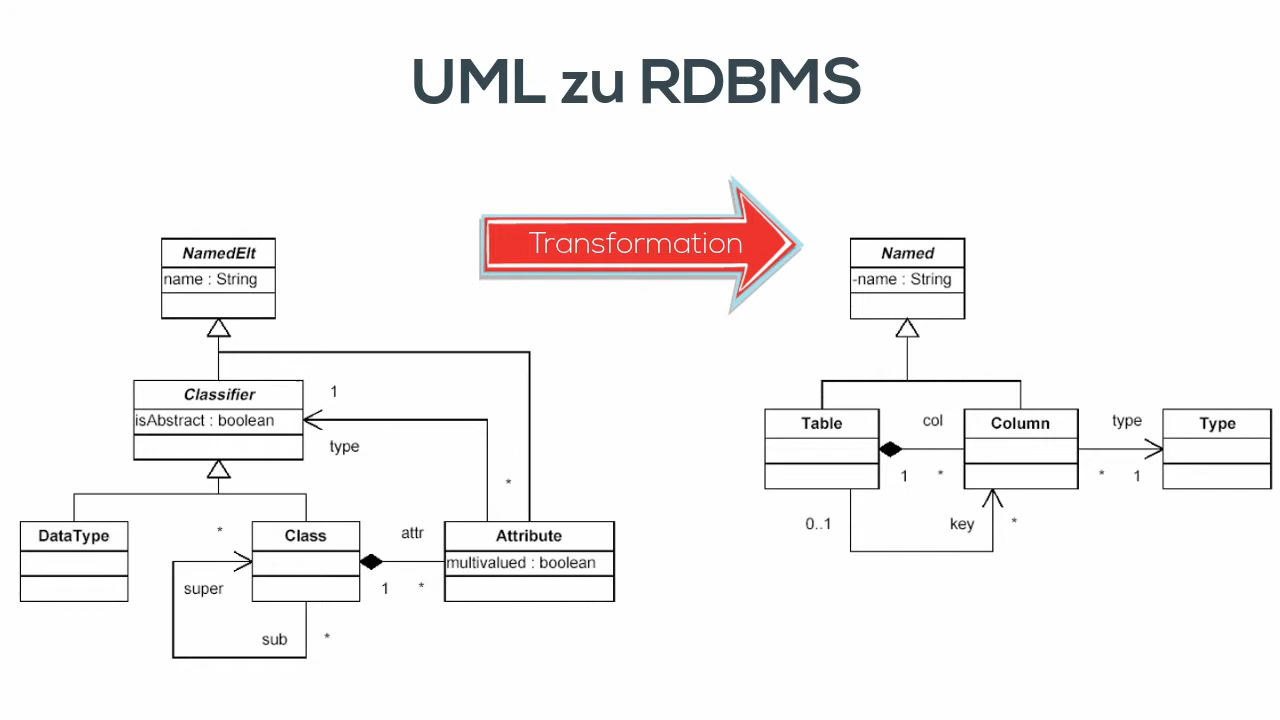 UML zu RDBMS
Transformation
NamedElt
name : String
Classifier
isAbstract : boolean
1
type
*
DataType
*
Class
attr
Attribute
multivalued : boolean
super
1
*
sub
*
Named
-name : String
Table
col
Column
type
Type
1
*
*
1
0..1
key
*